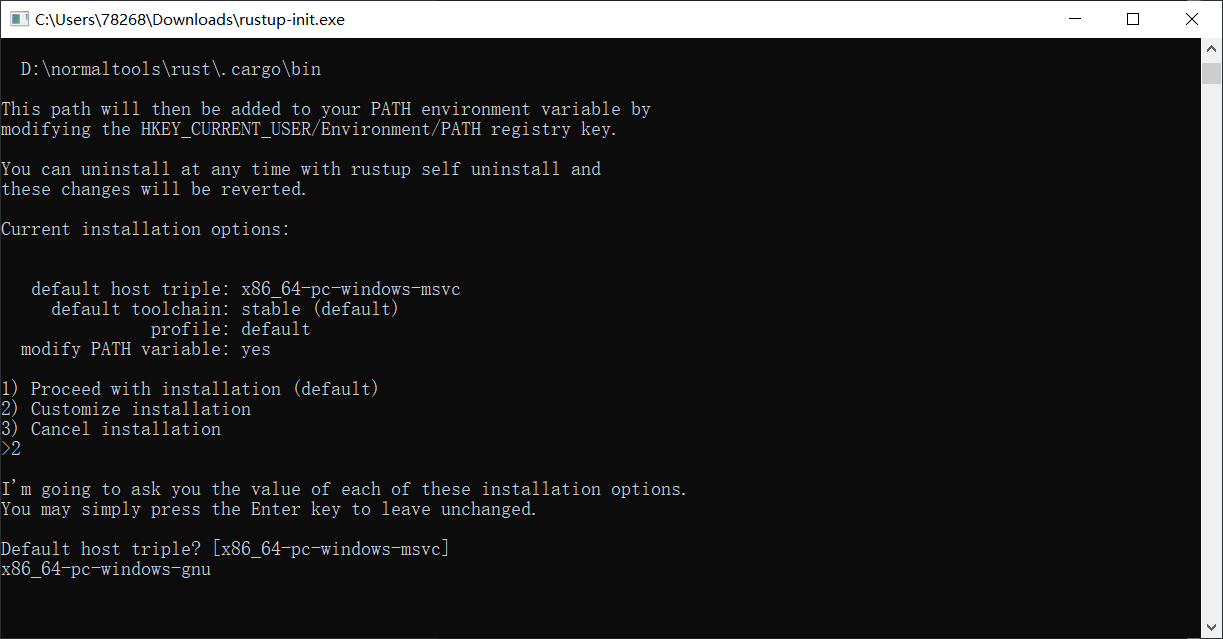 C:\Users\78268\Downloads\rustup-init.exe
D:\normaltools\rust\.cargo\bin
This path will then be added to your PATH environment variable by
modifying the HKEY_CURRENT_USER/Environment/PATH registry key.
You can uninstall at any time with rustup self uninstall and
these changes will be reverted.
Current installation options:
default host triple: x86_64-pc-windows-msvc
default toolchain: stable (default)
profile: default
modify PATH variable: yes
1) Proceed with installation (default)
2) Customize installation
3) Cancel installation
>2
I'm going to ask you the value of each of these installation options.
You may simply press the Enter key to leave unchanged.
Default host triple? [x86_64-pc-windows-msvc]
x86_64-pc-windows-gnu